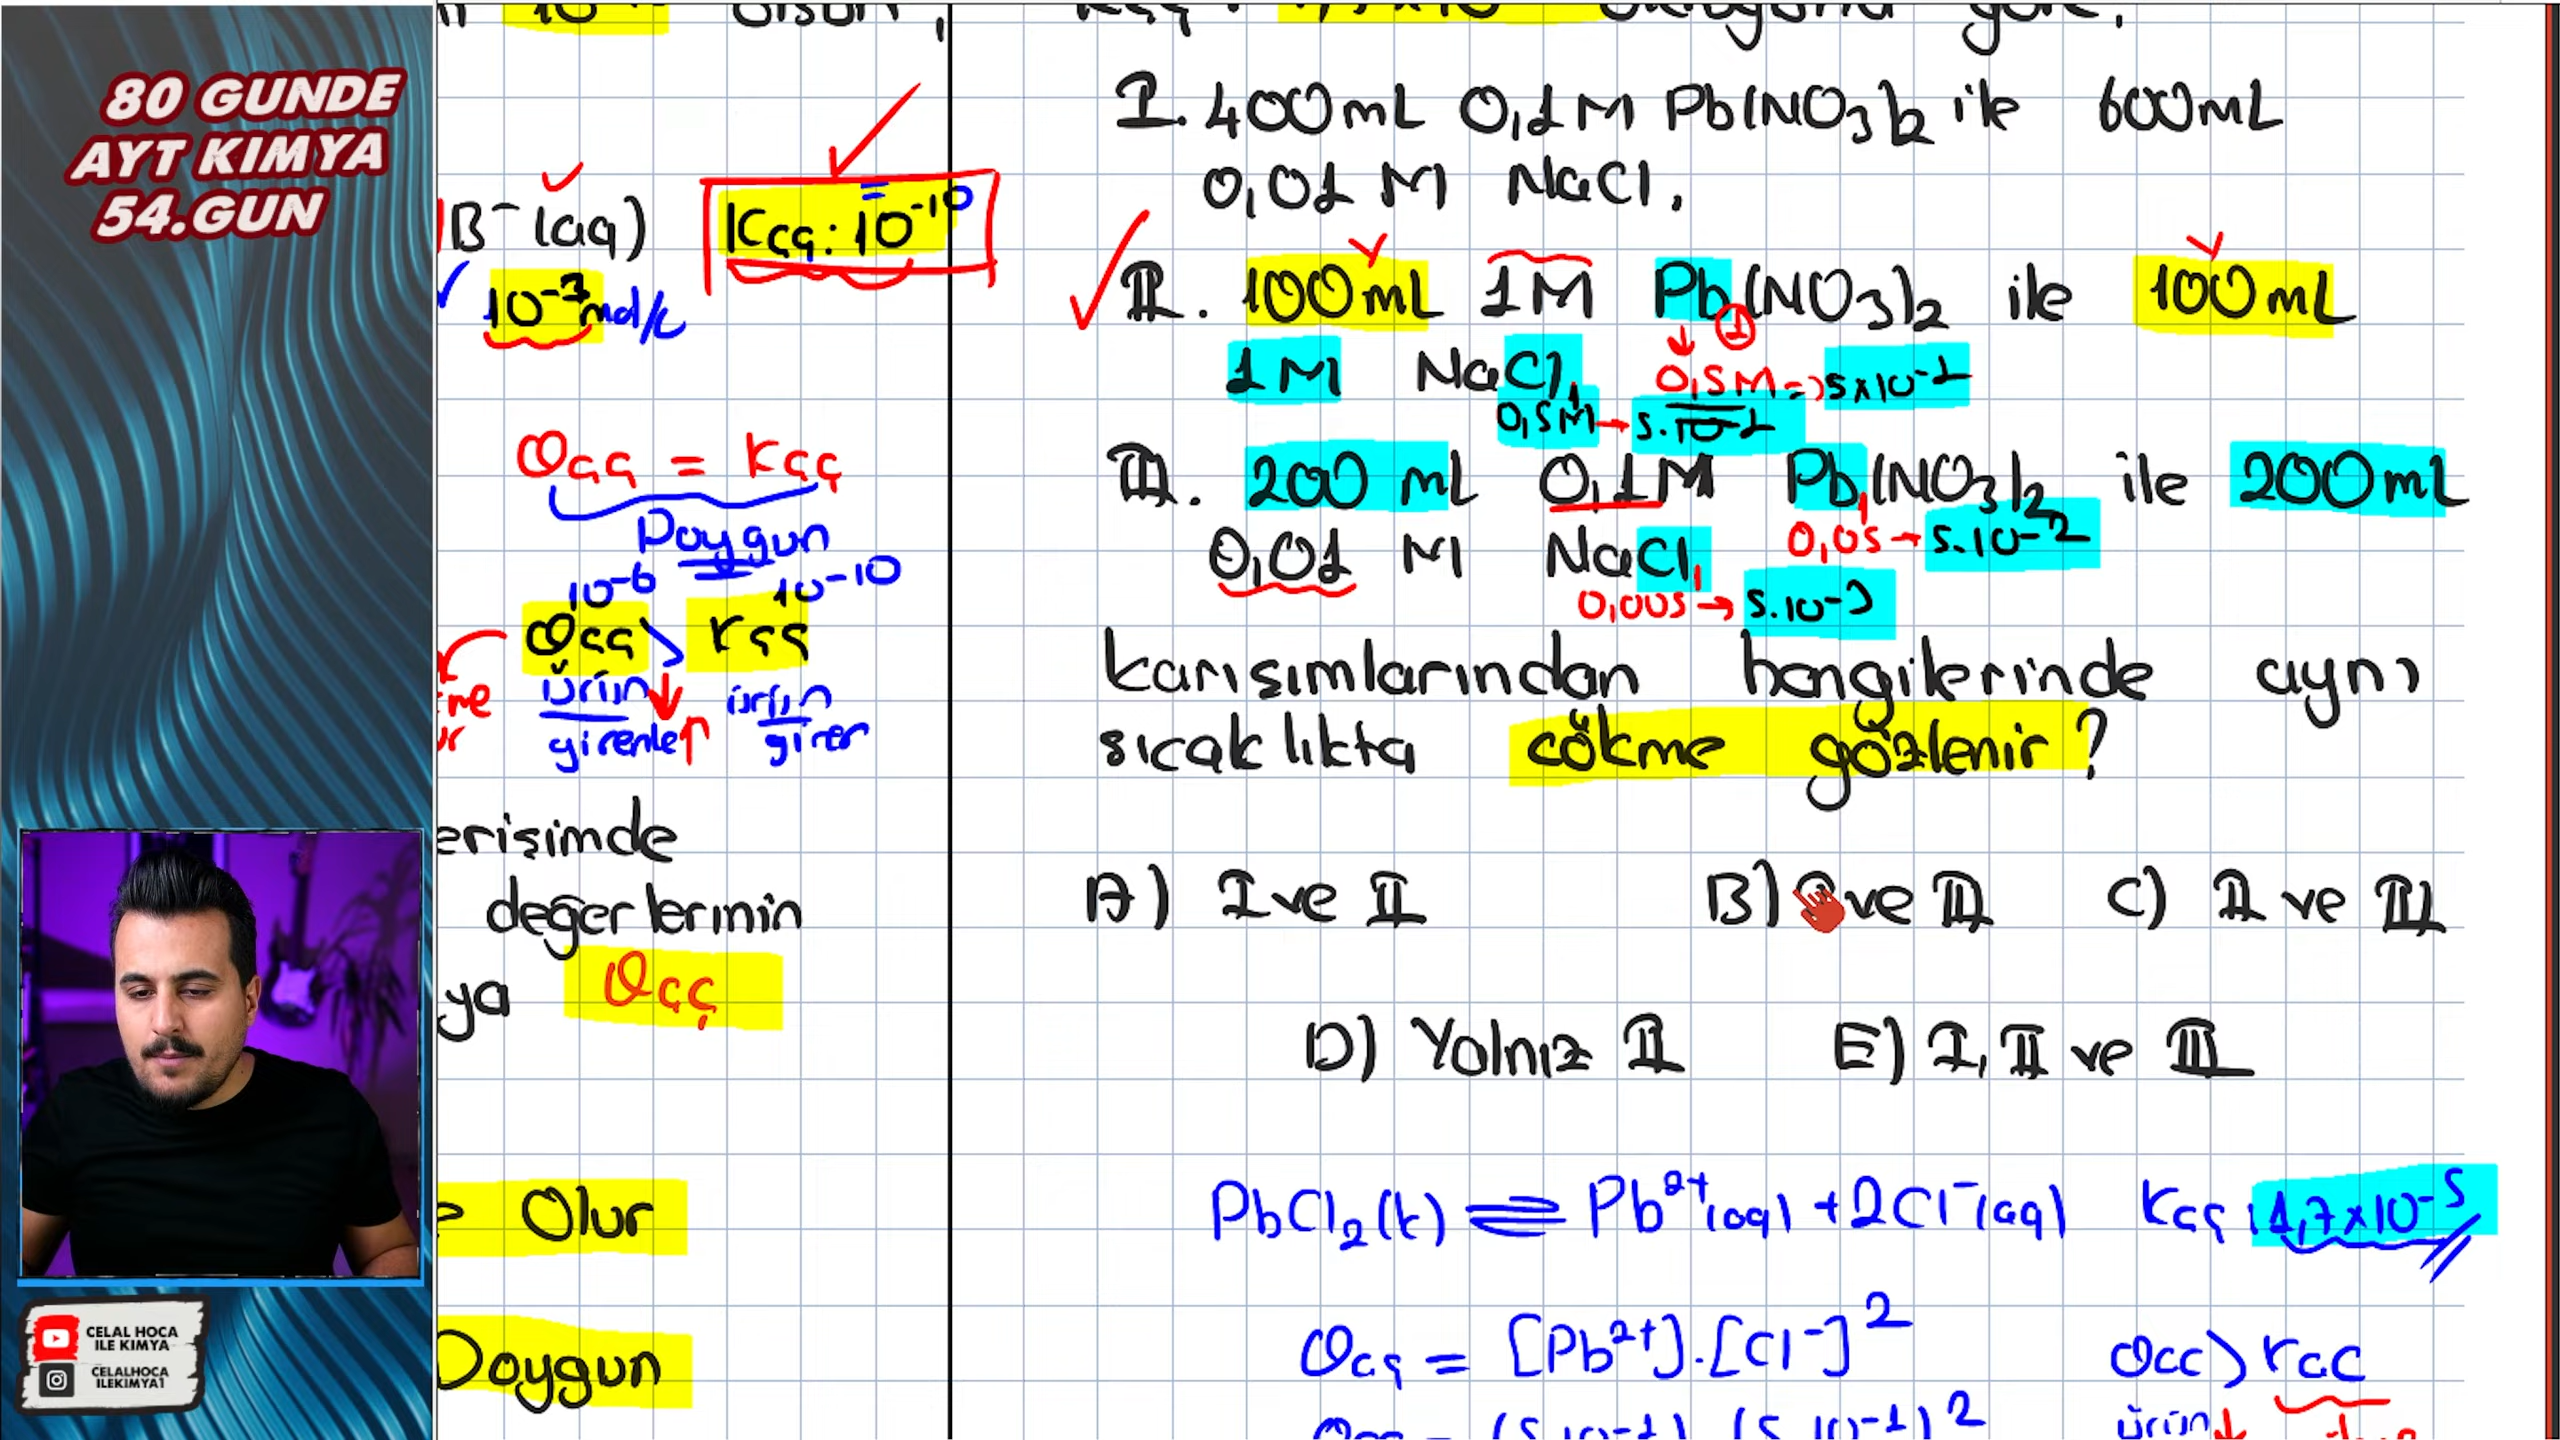 80 GUNDE
AYT KIMYA
54.GUN
CELAL HOCA
ILE KIMYA
CELALHOCA
ILEKIMYA1
B⁻(aq)
Kçç: 10⁻¹⁰
mol/L
Qçç = Kçç
Doygun
10⁻⁶ 10⁻¹⁰
Qçç > Kçç
ürün ürün
girenler girer
erişimde
değerlerinin
ya Qçç
Olur
Doygun
I. 400mL 0,1M Pb(NO₃)₂ ile 600mL
0,01 M NaCl,
II. 100mL 1M Pb(NO₃)₂ ile 100mL
1
1M NaCl, 0,5M => 5x10⁻¹
0,5M → 5.10⁻¹
III. 200 mL 0,1M Pb(NO₃)₂ ile 200mL
0,05 → 5.10⁻²
0,01 M NaCl,
0,005 → 5.10⁻³
karışımlarından hangilerinde aynı
sıcaklıkta çökme gözlenir?
A) I ve II B) ve III C) II ve III
D) Yalnız II E) I, II ve III
PbCl₂(k) ⇌ Pb²⁺(aq) + 2Cl⁻(aq) Kçç: 1,7x10⁻⁵
Qçç = [Pb²⁺].[Cl⁻]² Qçç > Kçç